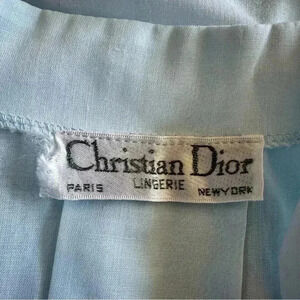 Christian Dior
PARIS LINGERIE NEW YORK